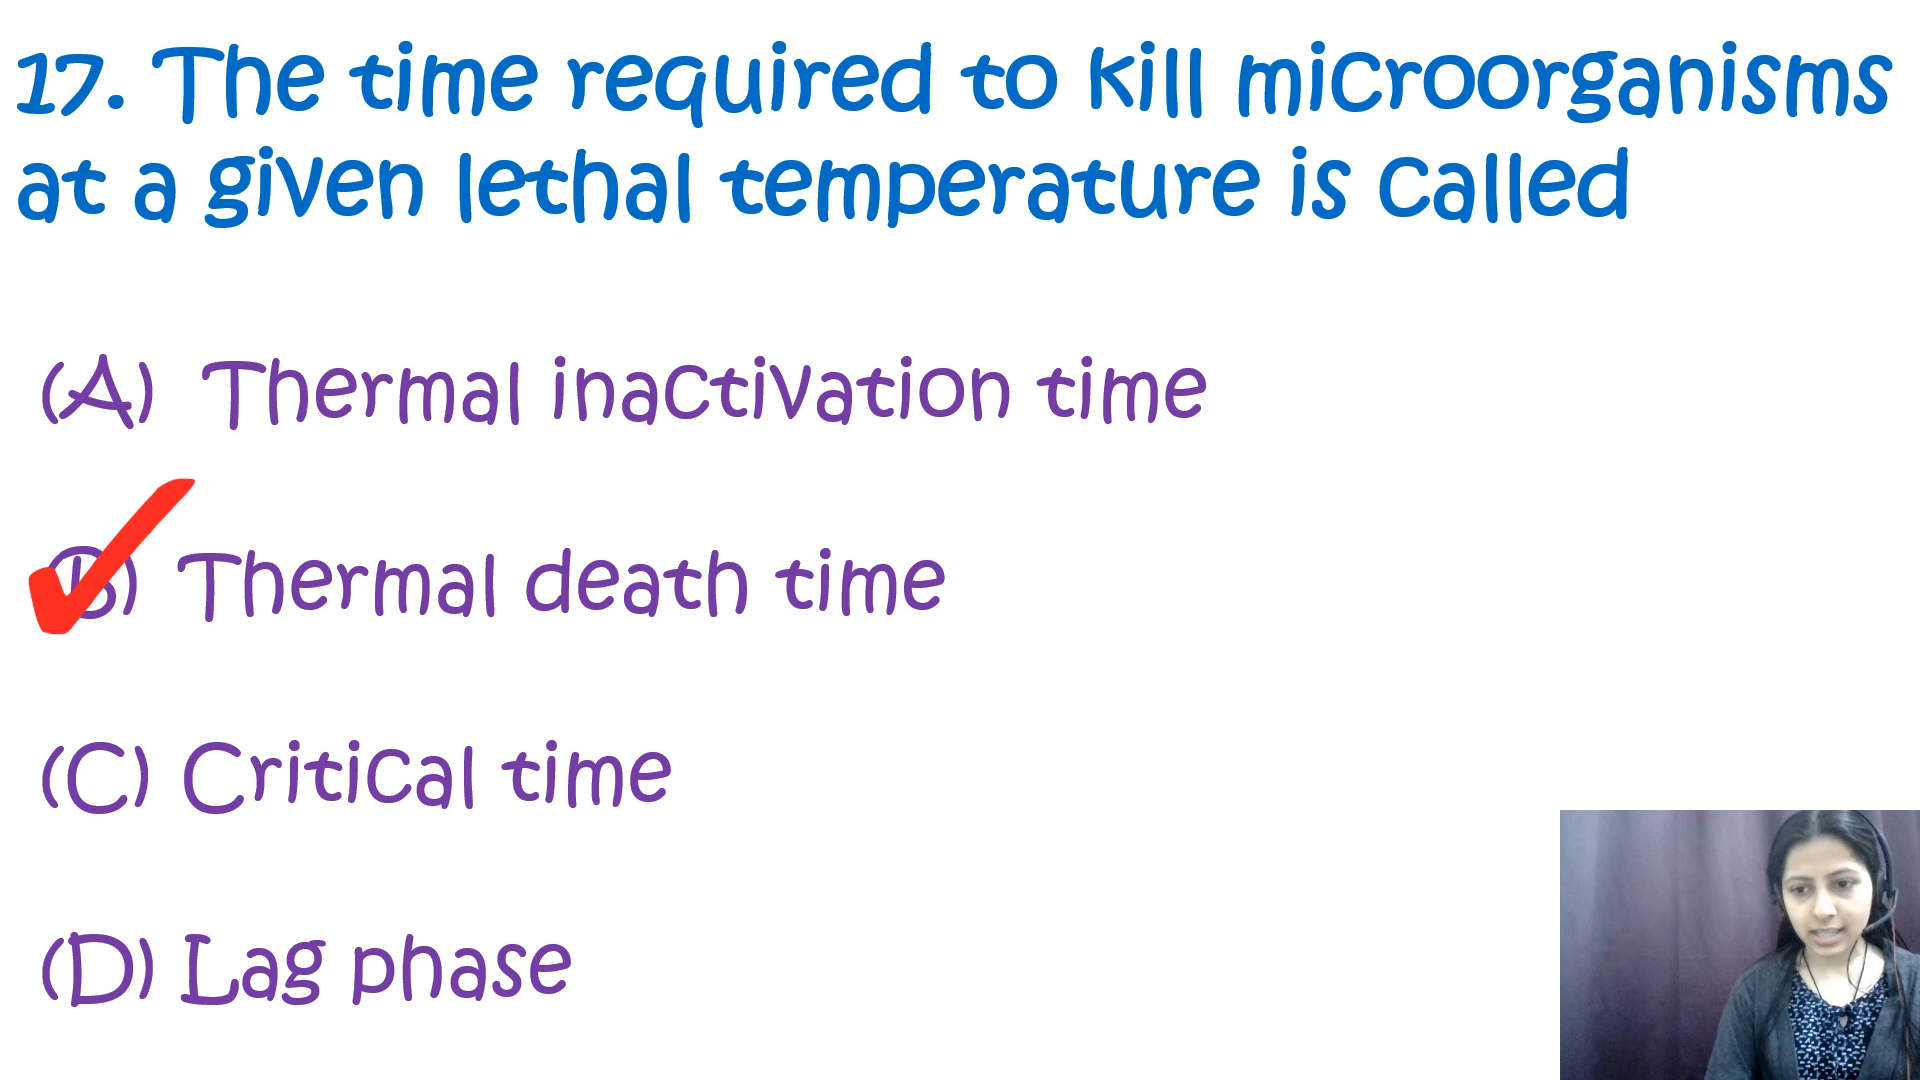 17. The time required to kill microorganisms
at a given lethal temperature is called
(A) Thermal inactivation time
(B) Thermal death time
(C) Critical time
(D) Lag phase